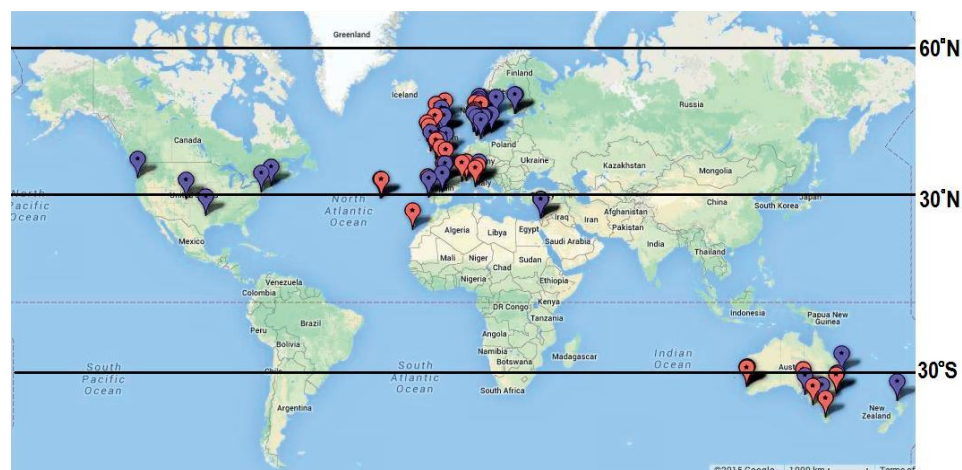 Greenland
60°N
Finland
Iceland
Russia
Canada
Poland
Ukraine
Kazakhstan
Mongolia
North
Pacific
Ocean
North
Atlantic
Ocean
Italy
30°N
China
South Korea
Japan
Afghanistan
Iraq
Iran
Pakistan
Mexico
Algeria
Libya
Egypt
Saudi Arabia
India
Mali
Niger
Sudan
Thailand
Chad
Venezuela
Nigeria
Ethiopia
Colombia
DR Congo
Kenya
Indonesia
Papua New
Guinea
Tanzania
Peru
Brazil
Angola
Bolivia
Namibia
Madagascar
Botswana
Indian
Ocean
South
Pacific
Ocean
South
Atlantic
Ocean
Chile
30°S
South Africa
Argentina
New
Zealand
©2015 Google
1000 km
Terms of